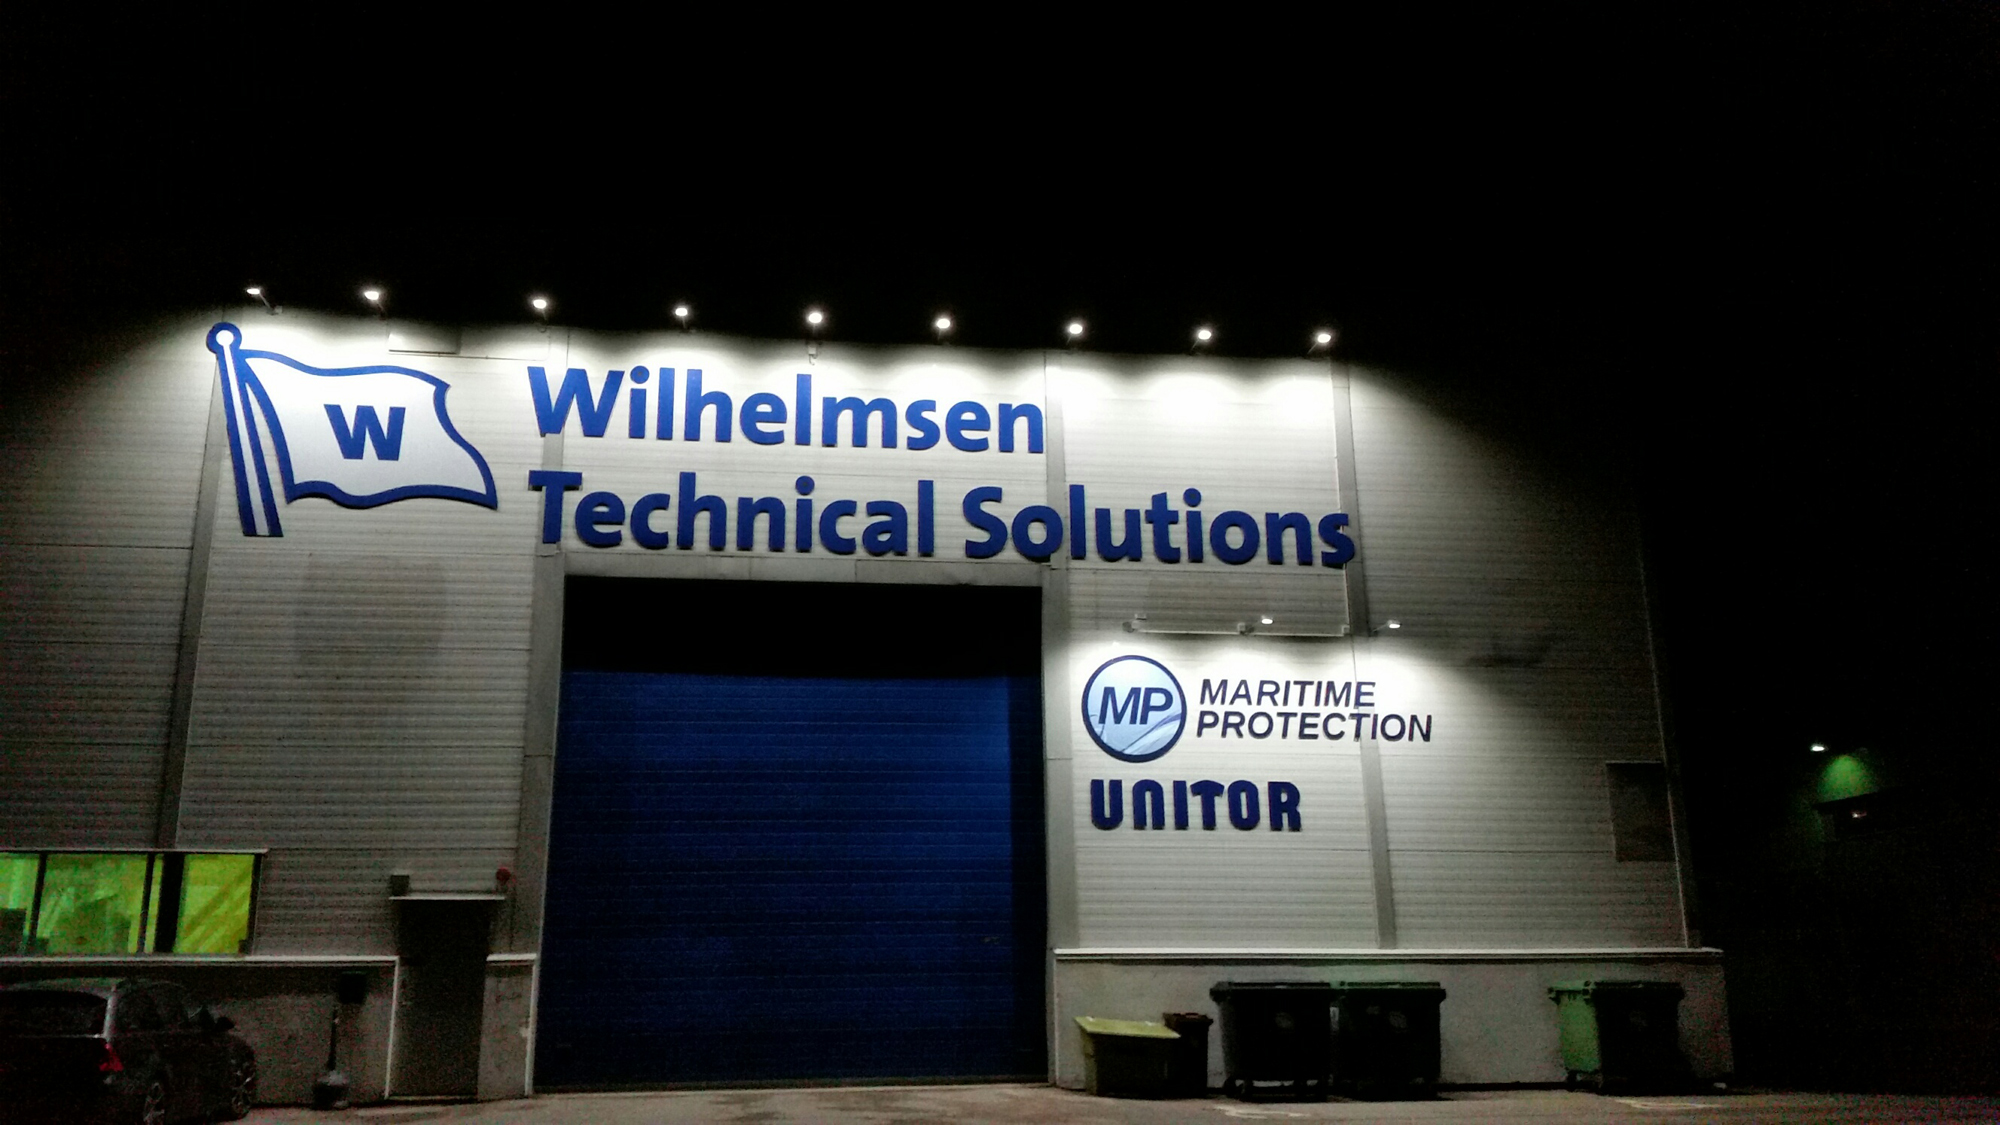 W
Wilhelmsen
Technical Solutions
MP
MARITIME
PROTECTION
UNITOR